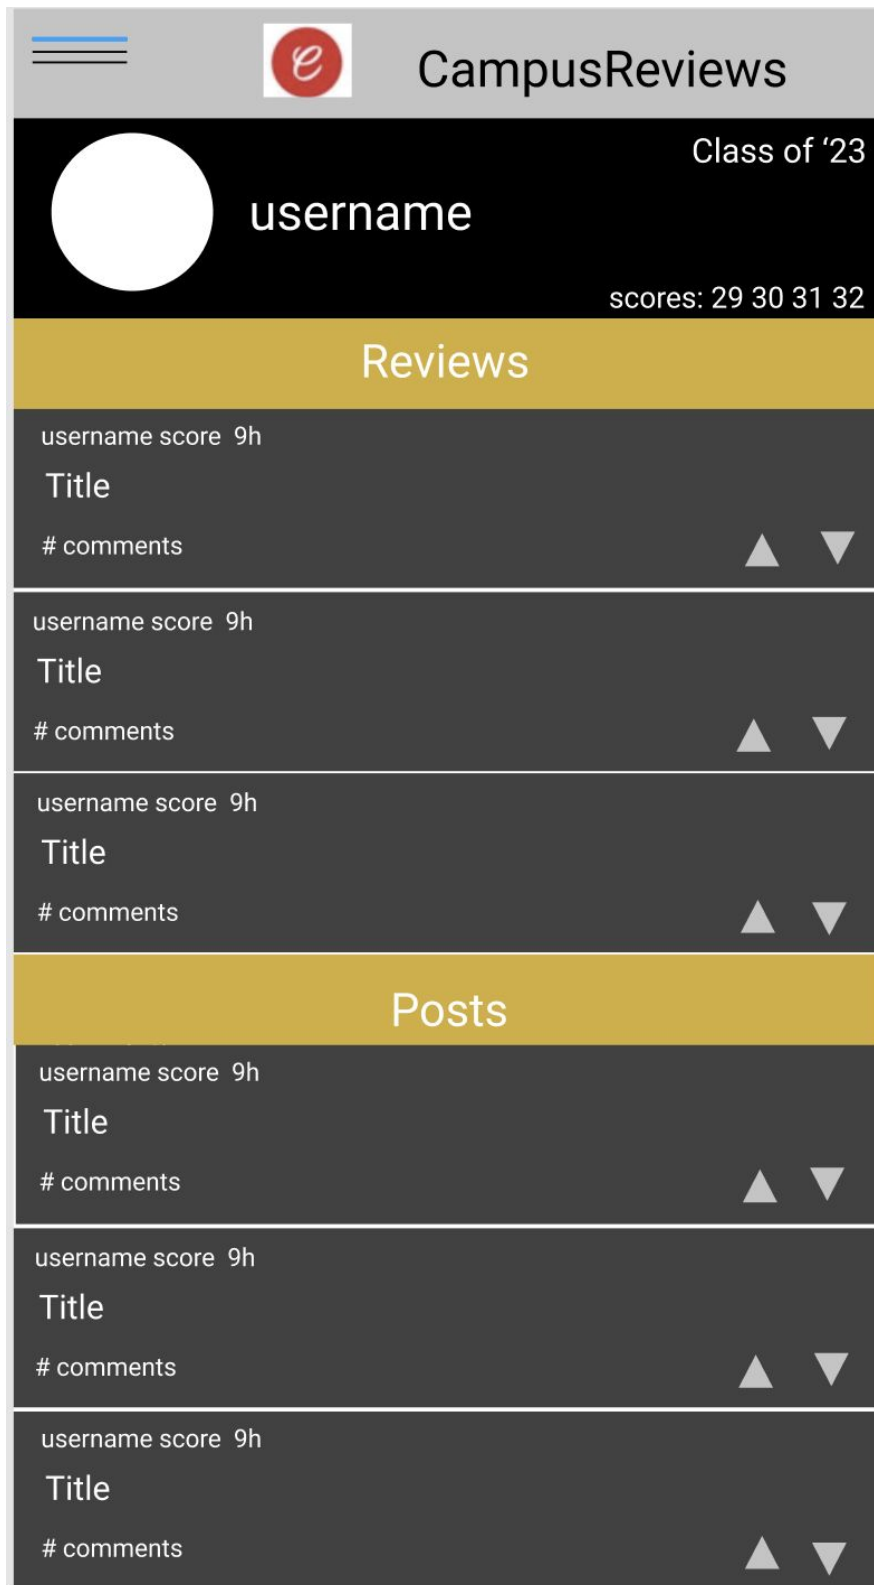 CampusReviews
Class of ‘23
username
scores: 29 30 31 32
Reviews
username score 9h
Title
# comments
username score 9h
Title
# comments
username score 9h
Title
# comments
Posts
username score 9h
Title
# comments
username score 9h
Title
# comments
username score 9h
Title
# comments